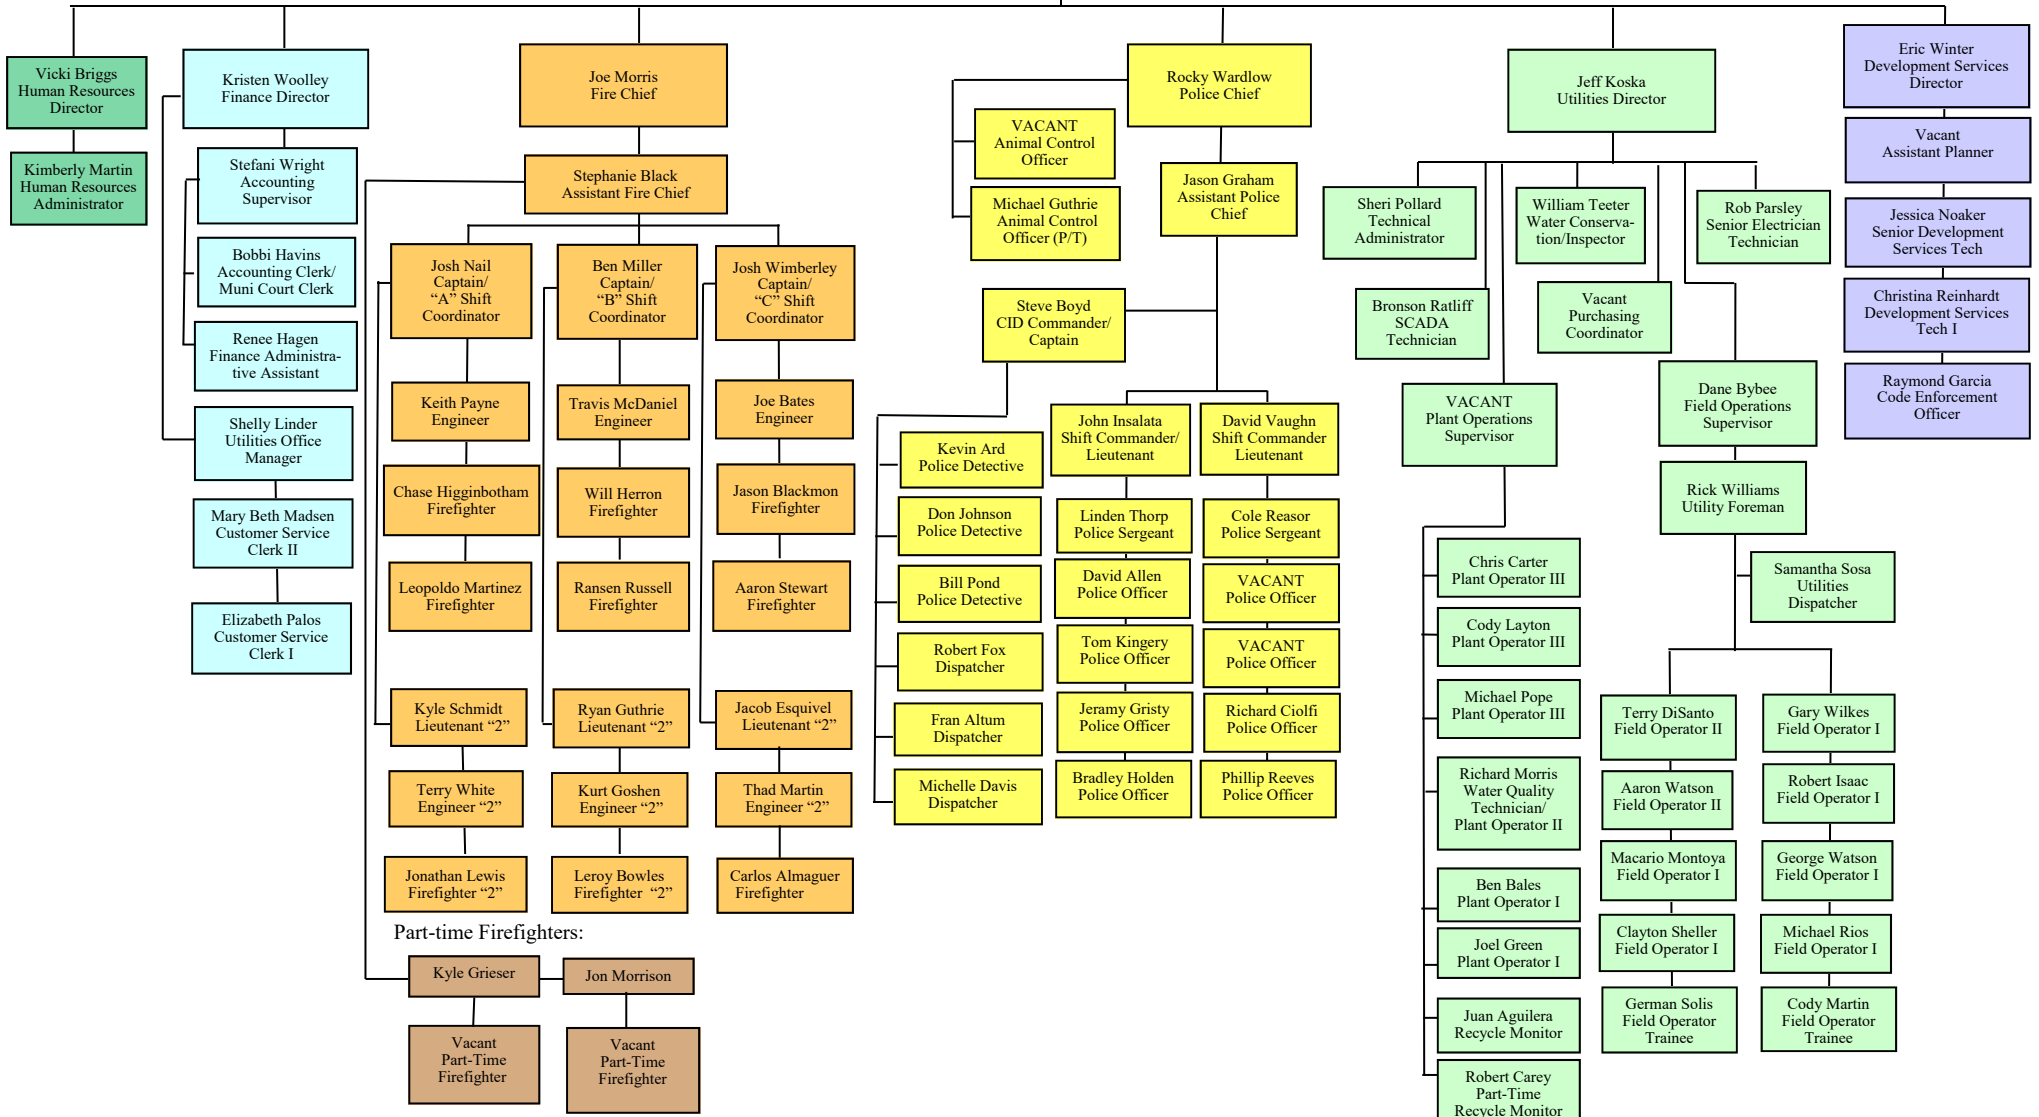 Vicki Briggs
Human Resources
Director
Kimberly Martin
Human Resources
Administrator
Kristen Woolley
Finance Director
Stefani Wright
Accounting
Supervisor
Bobbi Havins
Accounting Clerk/
Muni Court Clerk
Renee Hagen
Finance Administra-
tive Assistant
Shelly Linder
Utilities Office
Manager
Mary Beth Madsen
Customer Service
Clerk II
Elizabeth Palos
Customer Service
Clerk I
Joe Morris
Fire Chief
Stephanie Black
Assistant Fire Chief
Josh Nail
Captain/
“A” Shift
Coordinator
Keith Payne
Engineer
Chase Higginbotham
Firefighter
Leopoldo Martinez
Firefighter
Kyle Schmidt
Lieutenant “2”
Terry White
Engineer “2”
Jonathan Lewis
Firefighter “2”
Ben Miller
Captain/
“B” Shift
Coordinator
Travis McDaniel
Engineer
Will Herron
Firefighter
Ransen Russell
Firefighter
Ryan Guthrie
Lieutenant “2”
Kurt Goshen
Engineer “2”
Leroy Bowles
Firefighter “2”
Josh Wimberley
Captain/
“C” Shift
Coordinator
Joe Bates
Engineer
Jason Blackmon
Firefighter
Aaron Stewart
Firefighter
Jacob Esquivel
Lieutenant “2”
Thad Martin
Engineer “2”
Carlos Almaguer
Firefighter
Part-time Firefighters:
Kyle Grieser
Jon Morrison
Vacant
Part-Time
Firefighter
Vacant
Part-Time
Firefighter
Rocky Wardlow
Police Chief
VACANT
Animal Control
Officer
Michael Guthrie
Animal Control
Officer (P/T)
Jason Graham
Assistant Police
Chief
Steve Boyd
CID Commander/
Captain
Kevin Ard
Police Detective
Don Johnson
Police Detective
Bill Pond
Police Detective
Robert Fox
Dispatcher
Fran Altum
Dispatcher
Michelle Davis
Dispatcher
John Insalata
Shift Commander/
Lieutenant
Linden Thorp
Police Sergeant
David Allen
Police Officer
Tom Kingery
Police Officer
Jeramy Gristy
Police Officer
Bradley Holden
Police Officer
David Vaughn
Shift Commander
Lieutenant
Cole Reasor
Police Sergeant
VACANT
Police Officer
VACANT
Police Officer
Richard Ciolfi
Police Officer
Phillip Reeves
Police Officer
Jeff Koska
Utilities Director
Sheri Pollard
Technical
Administrator
Bronson Ratliff
SCADA
Technician
William Teeter
Water Conserva-
tion/Inspector
Vacant
Purchasing
Coordinator
Rob Parsley
Senior Electrician
Technician
VACANT
Plant Operations
Supervisor
Chris Carter
Plant Operator III
Cody Layton
Plant Operator III
Michael Pope
Plant Operator III
Richard Morris
Water Quality
Technician/
Plant Operator II
Ben Bales
Plant Operator I
Joel Green
Plant Operator I
Juan Aguilera
Recycle Monitor
Robert Carey
Part-Time
Recycle Monitor
Dane Bybee
Field Operations
Supervisor
Rick Williams
Utility Foreman
Samantha Sosa
Utilities
Dispatcher
Terry DiSanto
Field Operator II
Aaron Watson
Field Operator II
Macario Montoya
Field Operator I
Clayton Sheller
Field Operator I
German Solis
Field Operator
Trainee
Gary Wilkes
Field Operator I
Robert Isaac
Field Operator I
George Watson
Field Operator I
Michael Rios
Field Operator I
Cody Martin
Field Operator
Trainee
Eric Winter
Development Services
Director
Vacant
Assistant Planner
Jessica Noaker
Senior Development
Services Tech
Christina Reinhardt
Development Services
Tech I
Raymond Garcia
Code Enforcement
Officer